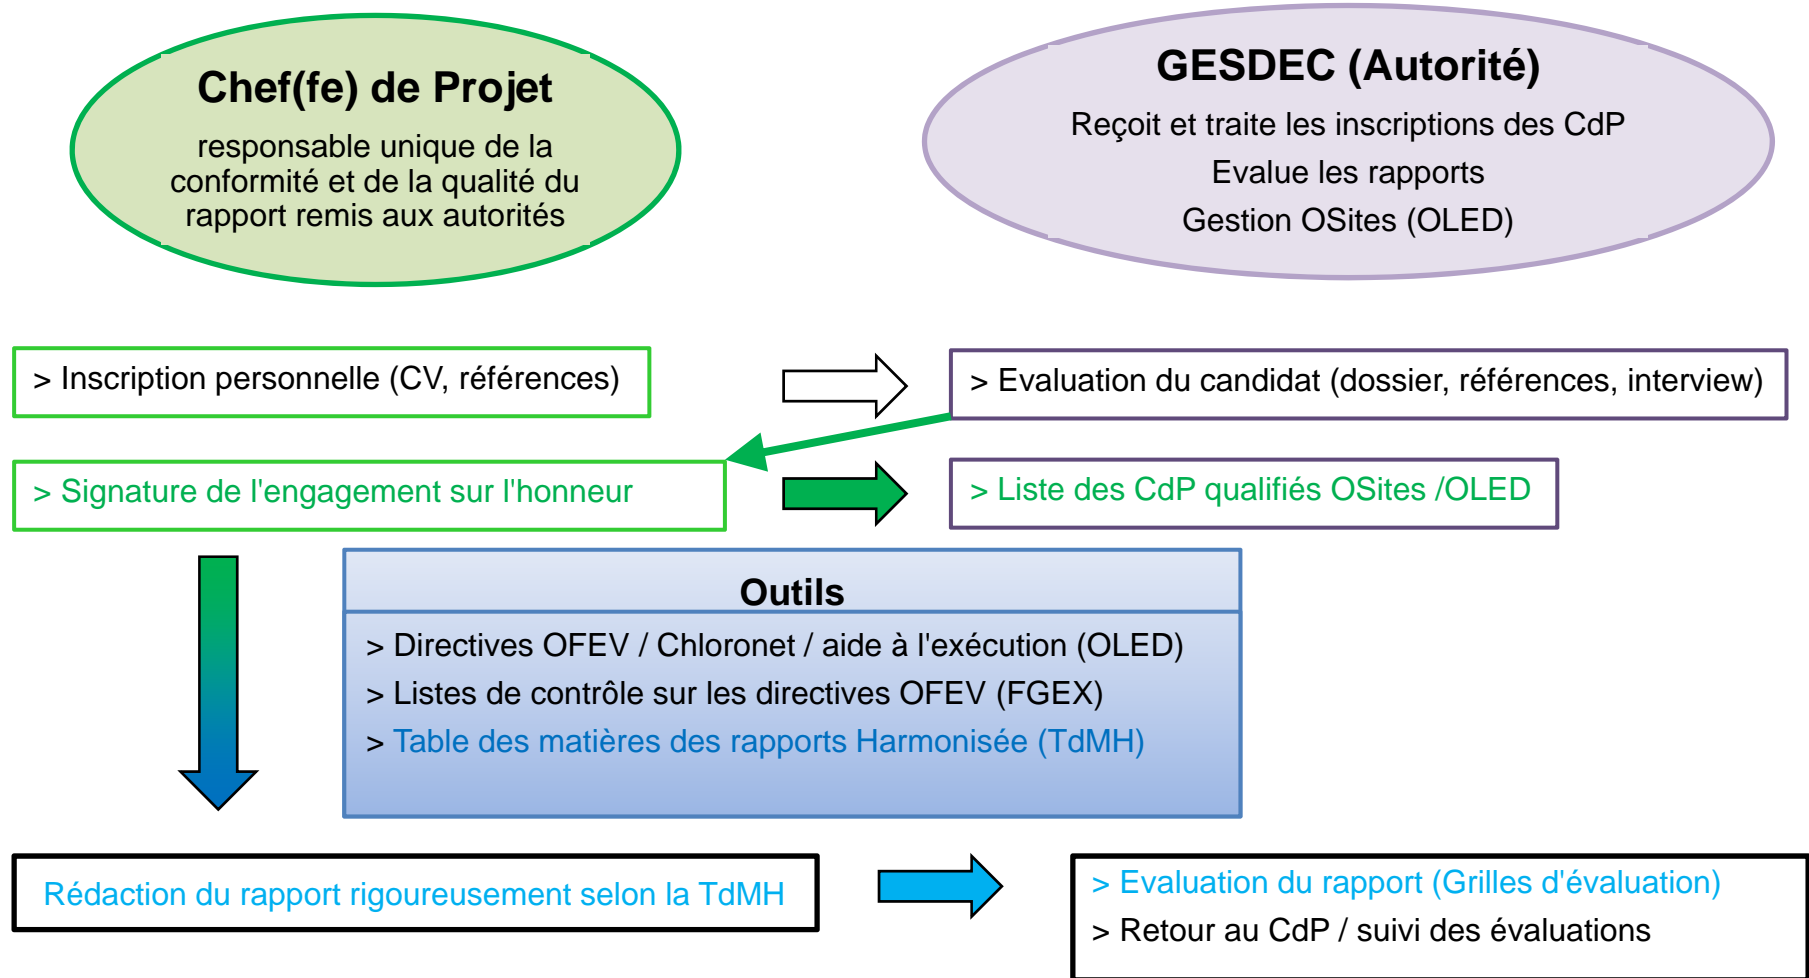 Chef(fe) de Projet
responsable unique de la
conformité et de la qualité du
rapport remis aux autorités
GESDEC (Autorité)
Reçoit et traite les inscriptions des CdP
Evalue les rapports
Gestion OSites (OLED)
> Inscription personnelle (CV, références)
> Evaluation du candidat (dossier, références, interview)
> Signature de l'engagement sur l'honneur
> Liste des CdP qualifiés OSites /OLED
Outils
> Directives OFEV / Chloronet / aide à l'exécution (OLED)
> Listes de contrôle sur les directives OFEV (FGEX)
> Table des matières des rapports Harmonisée (TdMH)
Rédaction du rapport rigoureusement selon la TdMH
> Evaluation du rapport (Grilles d'évaluation)
> Retour au CdP / suivi des évaluations